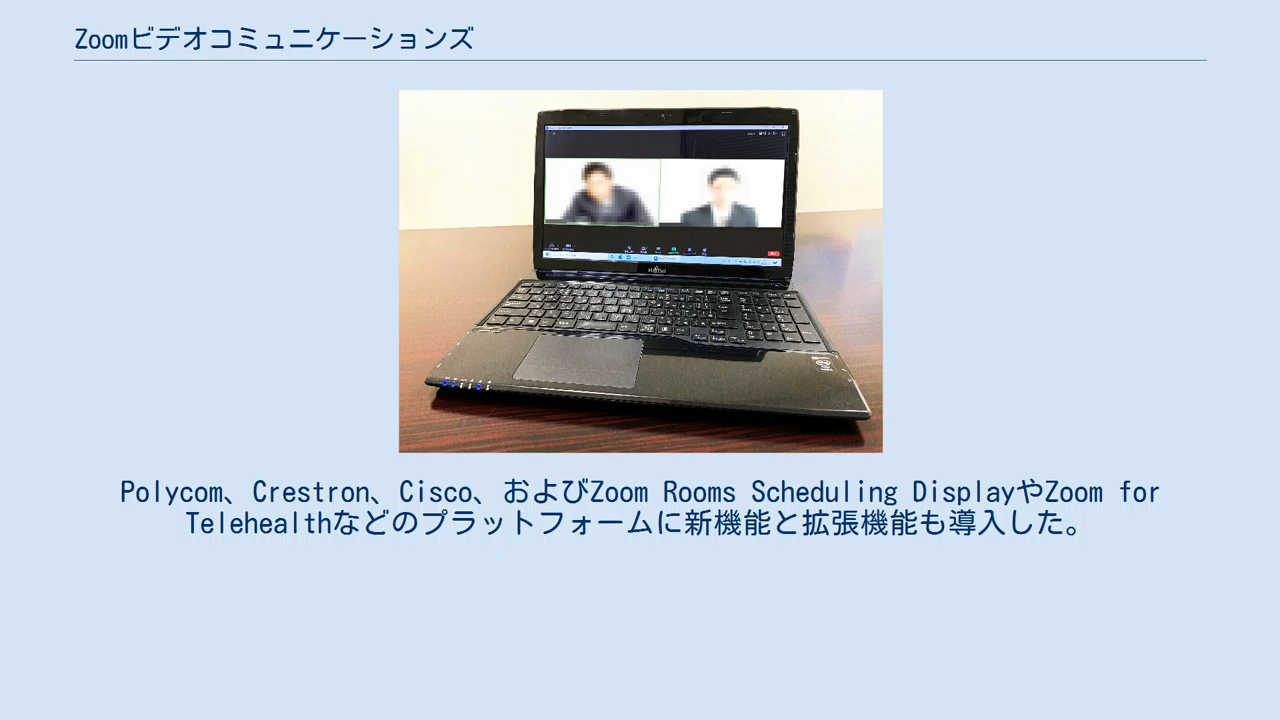 Zoomビデオコミュニケーションズ
FUJITSU
Polycom、Crestron、Cisco、およびZoom Rooms Scheduling DisplayやZoom for
Telehealthなどのプラットフォームに新機能と拡張機能も導入した。